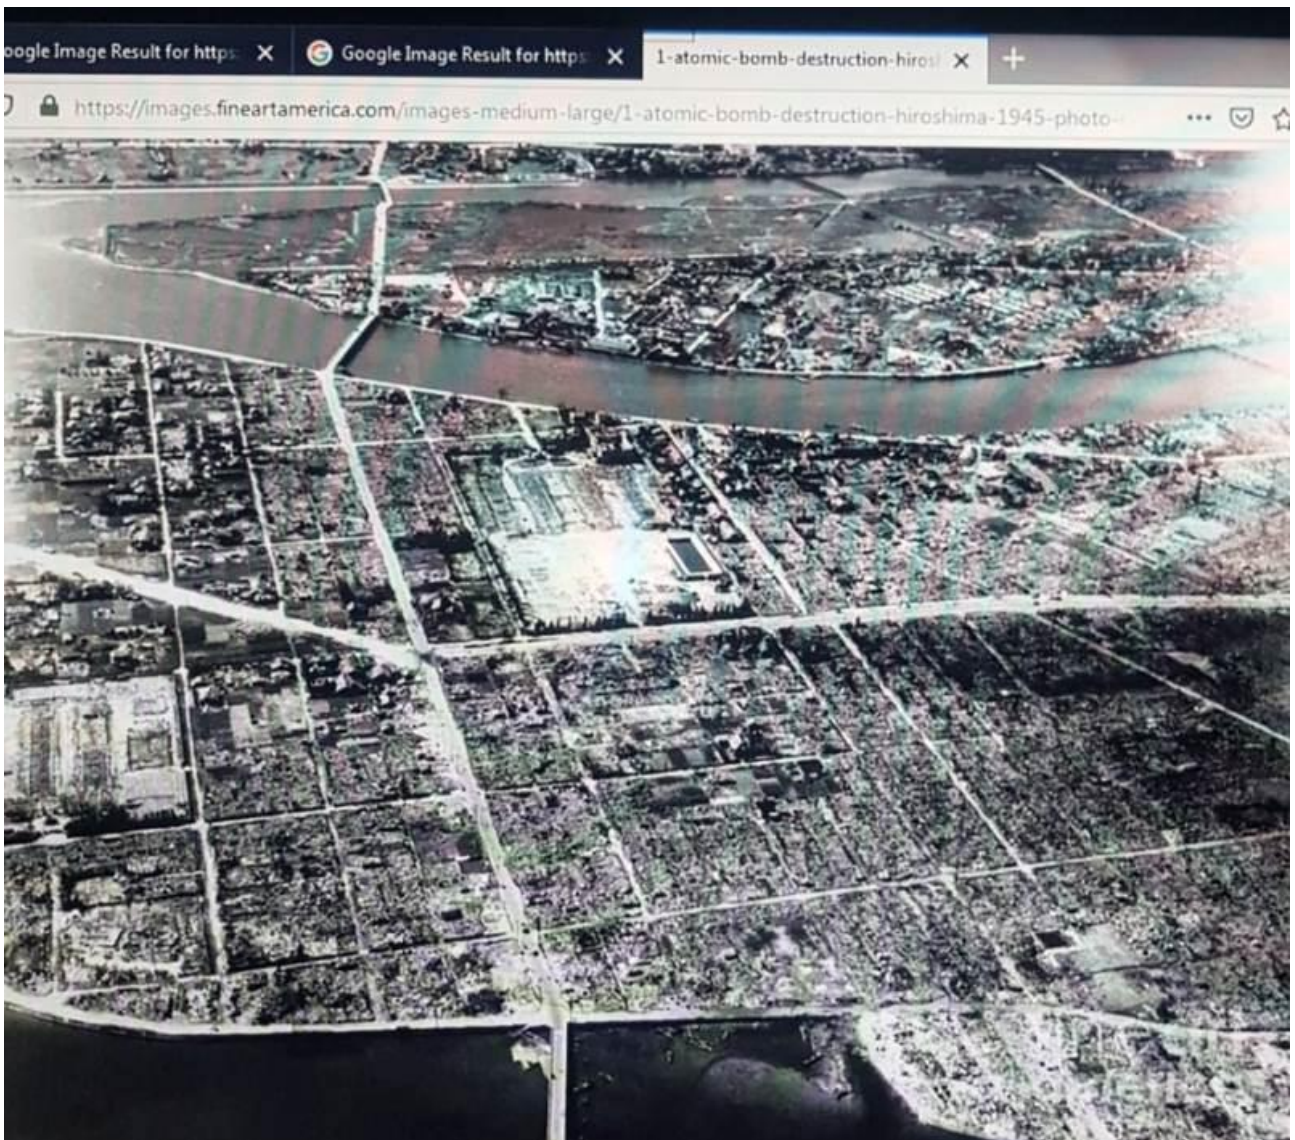 oogle Image Result for https: Google Image Result for https: 1-atomic-bomb-destruction-hiros
https://images.fineartamerica.com/images-medium-large/1-atomic-bomb-destruction-hiroshima-1945-photo-